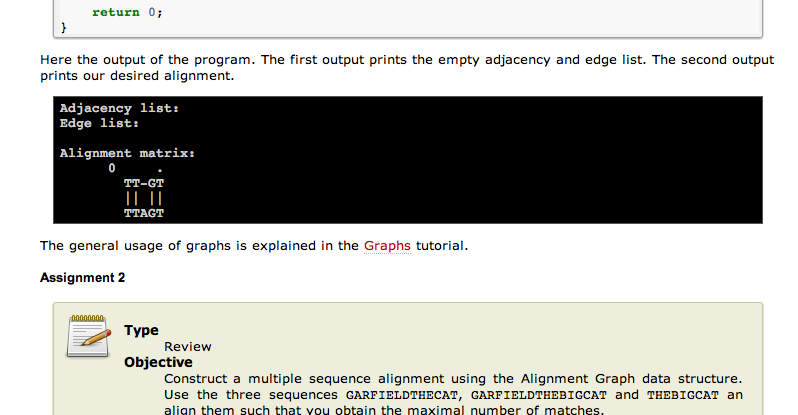 return 0;
}
Here the output of the program. The first output prints the empty adjacency and edge list. The second output
prints our desired alignment.
Adjacency list:
Edge list:
Alignment matrix:
0 .
TT-GT
|| ||
TTAGT
The general usage of graphs is explained in the Graphs tutorial.
Assignment 2
Type
Review
Objective
Construct a multiple sequence alignment using the Alignment Graph data structure.
Use the three sequences GARFIELDTHECAT, GARFIELDTHEBIGCAT and THEBIGCAT an
align them such that you obtain the maximal number of matches.